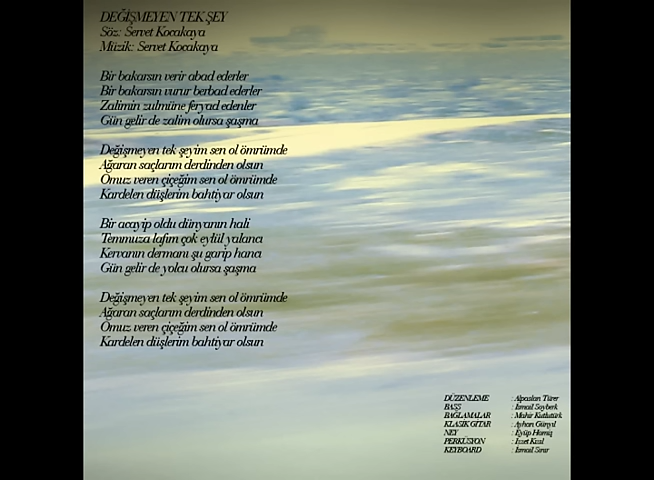 DEĞİŞMEYEN TEK ŞEY
Söz: Servet Kocakaya
Müzik: Servet Kocakaya
Bir bakarsın verir abad ederler
Bir bakarsın vurur berbad ederler
Zalimin zulmüne feryad edenler
Gün gelir de zalim olursa şaşma
Değişmeyen tek şeyim sen ol ömrümde
Ağaran saçlarım derdinden olsun
Omuz veren çiçeğim sen ol ömrümde
Kardelen düşlerim bahtiyar olsun
Bir acayip oldu dünyanın hali
Temmuza lafım çok eylül yalancı
Kervanın dermanı şu garip hancı
Gün gelir de yolcu olursa şaşma
Değişmeyen tek şeyim sen ol ömrümde
Ağaran saçlarım derdinden olsun
Omuz veren çiçeğim sen ol ömrümde
Kardelen düşlerim bahtiyar olsun
DÜZENLEME : Alpaslan Türer
BASS : İsmail Soyberk
BAĞLAMALAR : Mahir Kutlutürk
KLASİK GİTAR : Ayhan Günyıl
NEY : Eyüp Hamiş
PERKÜSYON : İzzet Kızıl
KEYBOARD : İsmail Sınır